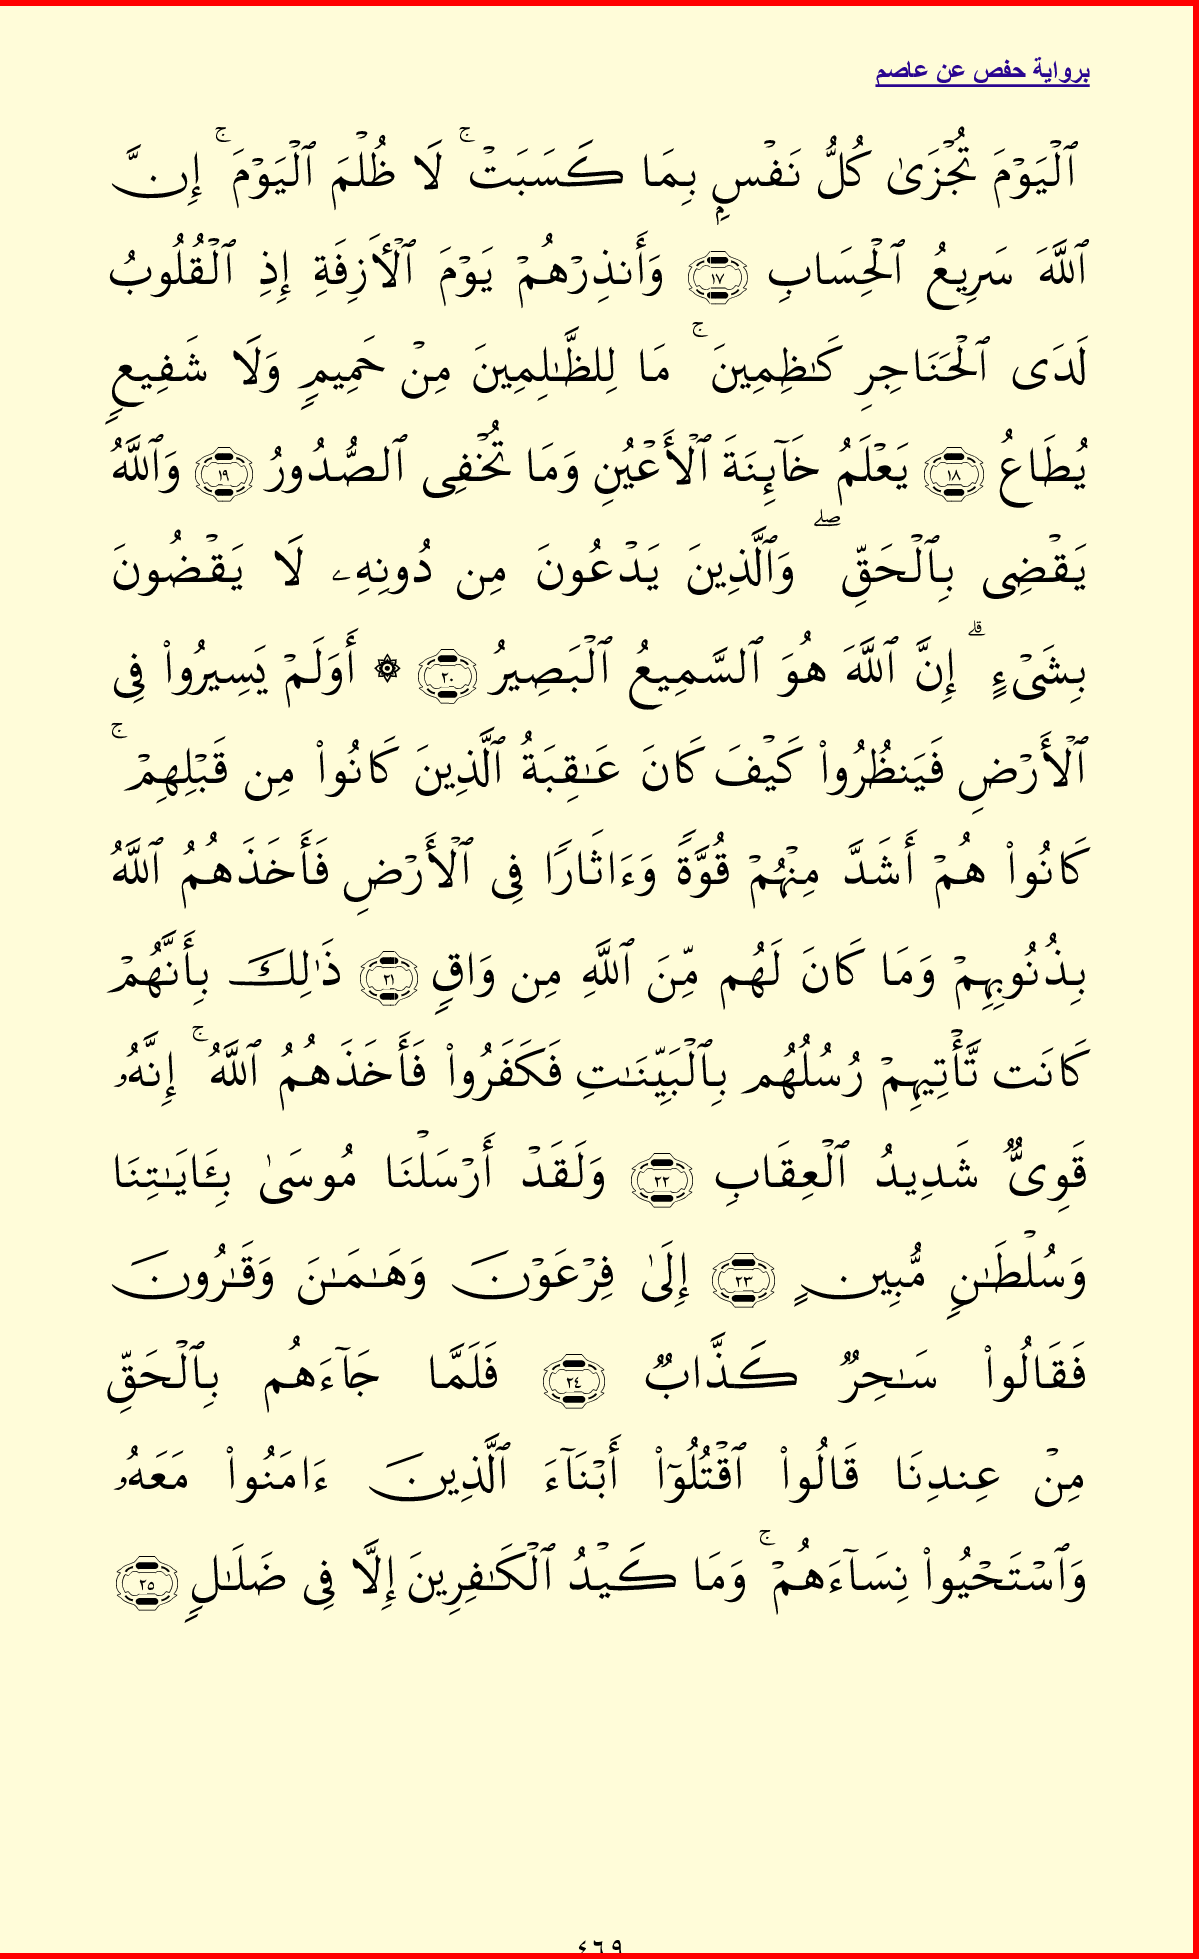 برواية حفص عن عاصم
ٱلۡيَوۡمَ تُجۡزَىٰ كُلُّ نَفۡسِۭ بِمَا كَسَبَتۡۚ لَا ظُلۡمَ ٱلۡيَوۡمَۚ إِنَّ
ٱللَّهَ سَرِيعُ ٱلۡحِسَابِ ١٧ وَأَنذِرۡهُمۡ يَوۡمَ ٱلۡأٓزِفَةِ إِذِ ٱلۡقُلُوبُ
لَدَى ٱلۡحَنَاجِرِ كَٰظِمِينَۚ مَا لِلظَّٰلِمِينَ مِنۡ حَمِيمٖ وَلَا شَفِيعٖ
يُطَاعُ ١٨ يَعۡلَمُ خَآئِنَةَ ٱلۡأَعۡيُنِ وَمَا تُخۡفِي ٱلصُّدُورُ ١٩ وَٱللَّهُ
يَقۡضِي بِٱلۡحَقِّۖ وَٱلَّذِينَ يَدۡعُونَ مِن دُونِهِۦ لَا يَقۡضُونَ
بِشَيۡءٍۗ إِنَّ ٱللَّهَ هُوَ ٱلسَّمِيعُ ٱلۡبَصِيرُ ٢٠ ۞ أَوَلَمۡ يَسِيرُواْ فِي
ٱلۡأَرۡضِ فَيَنظُرُواْ كَيۡفَ كَانَ عَٰقِبَةُ ٱلَّذِينَ كَانُواْ مِن قَبۡلِهِمۡۚ
كَانُواْ هُمۡ أَشَدَّ مِنۡهُمۡ قُوَّةٗ وَءَاثَارٗا فِي ٱلۡأَرۡضِ فَأَخَذَهُمُ ٱللَّهُ
بِذُنُوبِهِمۡ وَمَا كَانَ لَهُم مِّنَ ٱللَّهِ مِن وَاقٖ ٢١ ذَٰلِكَ بِأَنَّهُمۡ
كَانَت تَّأۡتِيهِمۡ رُسُلُهُم بِٱلۡبَيِّنَٰتِ فَكَفَرُواْ فَأَخَذَهُمُ ٱللَّهُۚ إِنَّهُۥ
قَوِيّٞ شَدِيدُ ٱلۡعِقَابِ ٢٢ وَلَقَدۡ أَرۡسَلۡنَا مُوسَىٰ بِـَٔايَٰتِنَا
وَسُلۡطَٰنٖ مُّبِينٍ ٢٣ إِلَىٰ فِرۡعَوۡنَ وَهَٰمَٰنَ وَقَٰرُونَ
فَقَالُواْ سَٰحِرٞ كَذَّابٞ ٢٤ فَلَمَّا جَآءَهُم بِٱلۡحَقِّ
مِنۡ عِندِنَا قَالُواْ ٱقۡتُلُوٓاْ أَبۡنَآءَ ٱلَّذِينَ ءَامَنُواْ مَعَهُۥ
وَٱسۡتَحۡيُواْ نِسَآءَهُمۡۚ وَمَا كَيۡدُ ٱلۡكَٰفِرِينَ إِلَّا فِي ضَلَٰلٖ ٢٥
٤٦٩